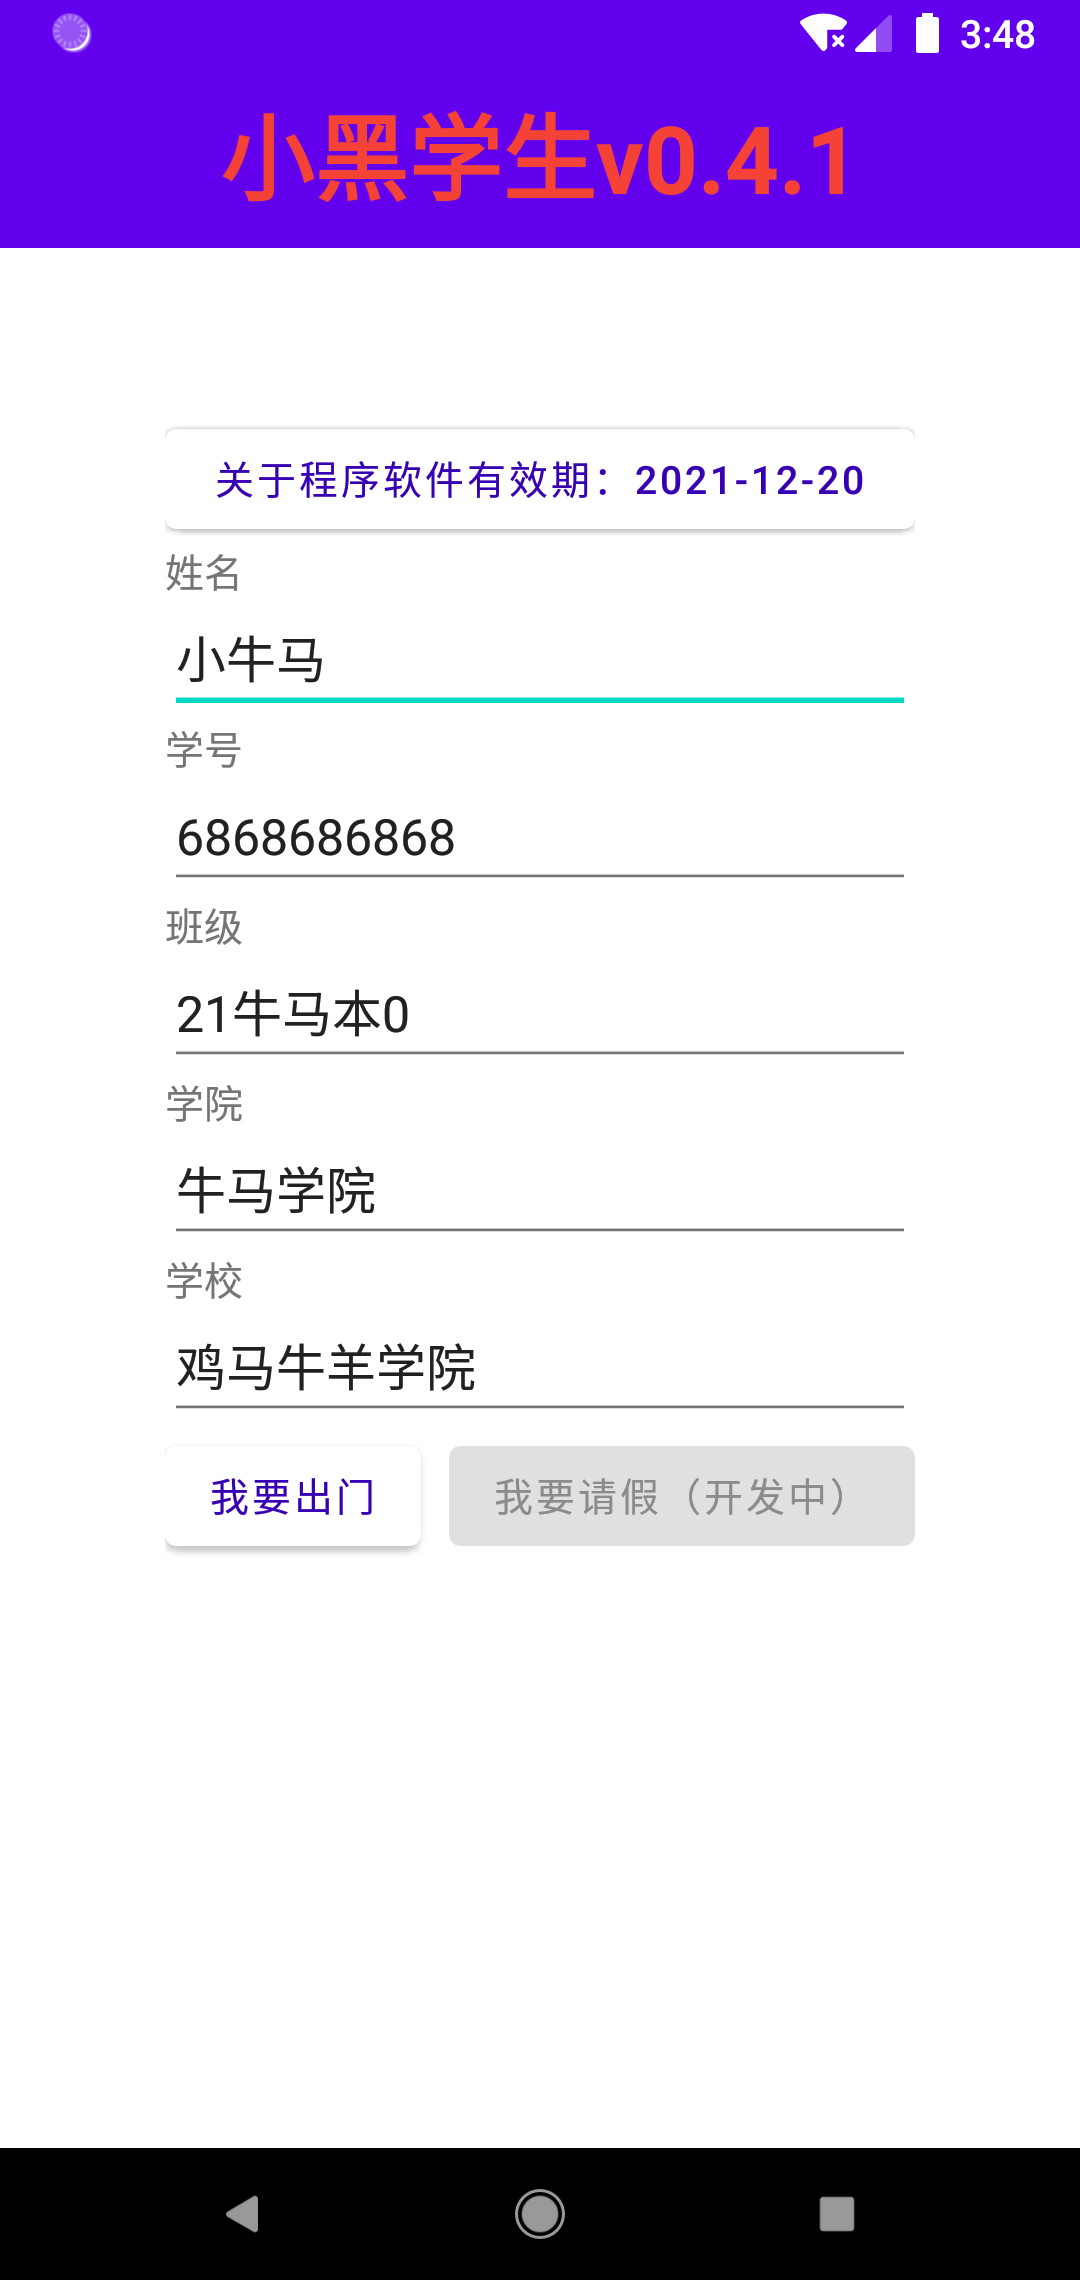 3:48
小黑学生v0.4.1
关于程序软件有效期：2021-12-20
姓名
小牛马
学号
6868686868
班级
21牛马本0
学院
牛马学院
学校
鸡马牛羊学院
我要出门
我要请假（开发中）